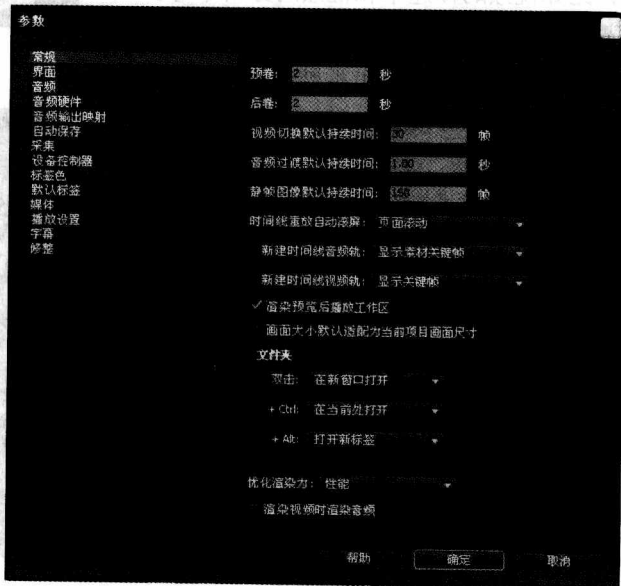 参数
常规
界面
音频
音频硬件
音频输出映射
自动保存
采集
设备控制器
标签色
默认标签
媒体
播放设置
字幕
修整
预卷: 2 秒
后卷: 2 秒
视频切换默认持续时间: 帧
音频过渡默认持续时间: 1.00 秒
静帧图像默认持续时间: 帧
时间线重放自动滚屏: 页面滚动
新建时间线音频轨: 显示素材关键帧
新建时间线视频轨: 显示关键帧
✓ 渲染预览后播放工作区
画面大小默认适配为当前项目画面尺寸
文件夹
双击: 在新窗口打开
+ Ctrl: 在当前处打开
+ Alt: 打开新标签
优化渲染为: 性能
渲染视频时渲染音频
帮助 确定 取消